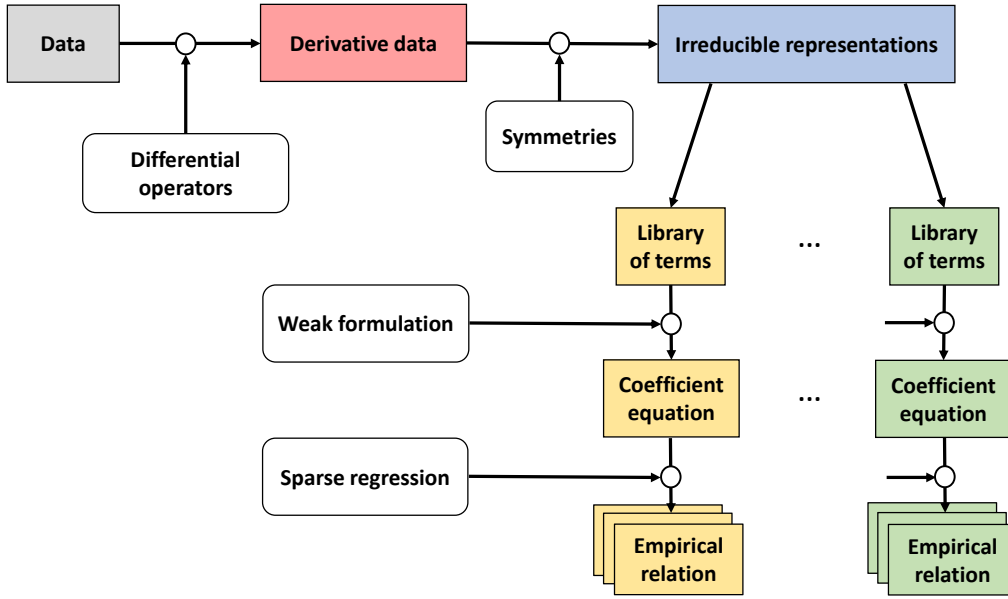 Data
Derivative data
Irreducible representations
Differential
operators
Symmetries
Library
of terms
...
Library
of terms
Weak formulation
Coefficient
equation
...
Coefficient
equation
Sparse regression
Empirical
relation
Empirical
relation